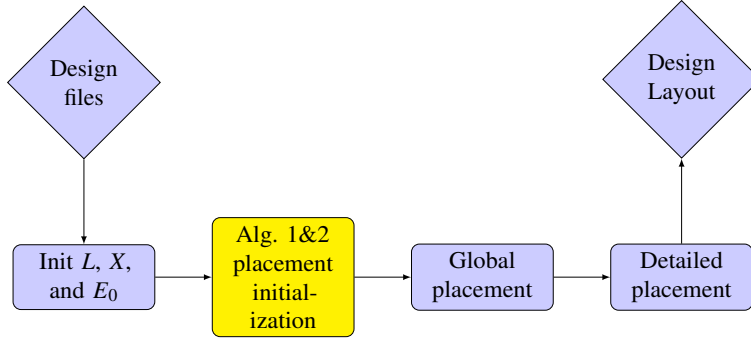 Design
files
Design
Layout
Init L, X,
and E₀
Alg. 1&2
placement
initial-
ization
Global
placement
Detailed
placement